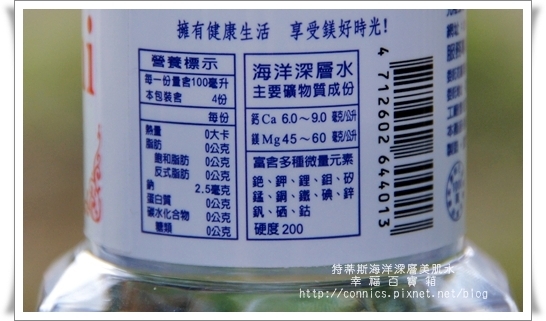 擁有健康生活 享受鎂好時光!
營養標示
每一份量含100毫升
本包裝含 4份
每份
熱量 0大卡
脂肪 0公克
飽和脂肪 0公克
反式脂肪 0公克
鈉 2.5毫克
蛋白質 0公克
碳水化合物 0公克
糖類 0公克
海洋深層水
主要礦物質成份
鈣Ca 6.0~9.0 毫克/公升
鎂Mg 45~60 毫克/公升
富含多種微量元素
銫、鉀、鋰、鉬、矽
錳、銅、鐵、碘、鋅
釩、硒、鈷
硬度200
4 712602 644013
特蒂斯海洋深層美肌水
幸福百寶箱
http://connics.pixnet.net/blog